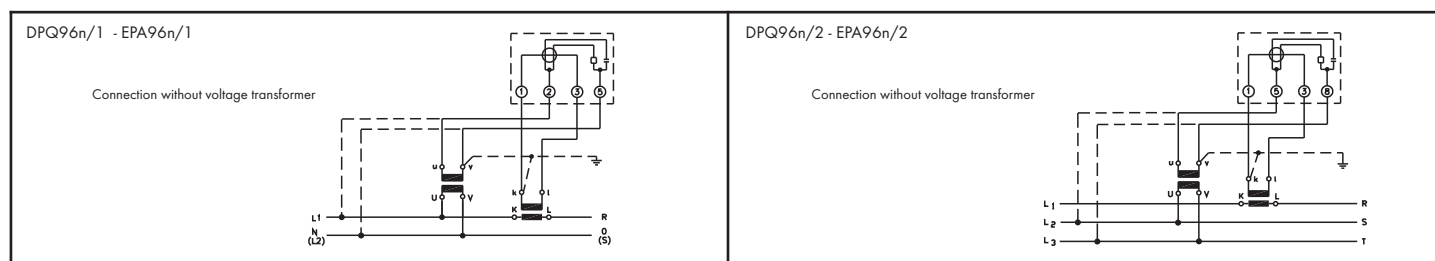 DPQ96n/1 - EPA96n/1
Connection without voltage transformer
1 2 3 5
u v
k l
U V
K L
L1 R
N O
(L2) (S)
DPQ96n/2 - EPA96n/2
Connection without voltage transformer
1 5 3 8
u v
k l
U V
K L
L1 R
L2 S
L3 T